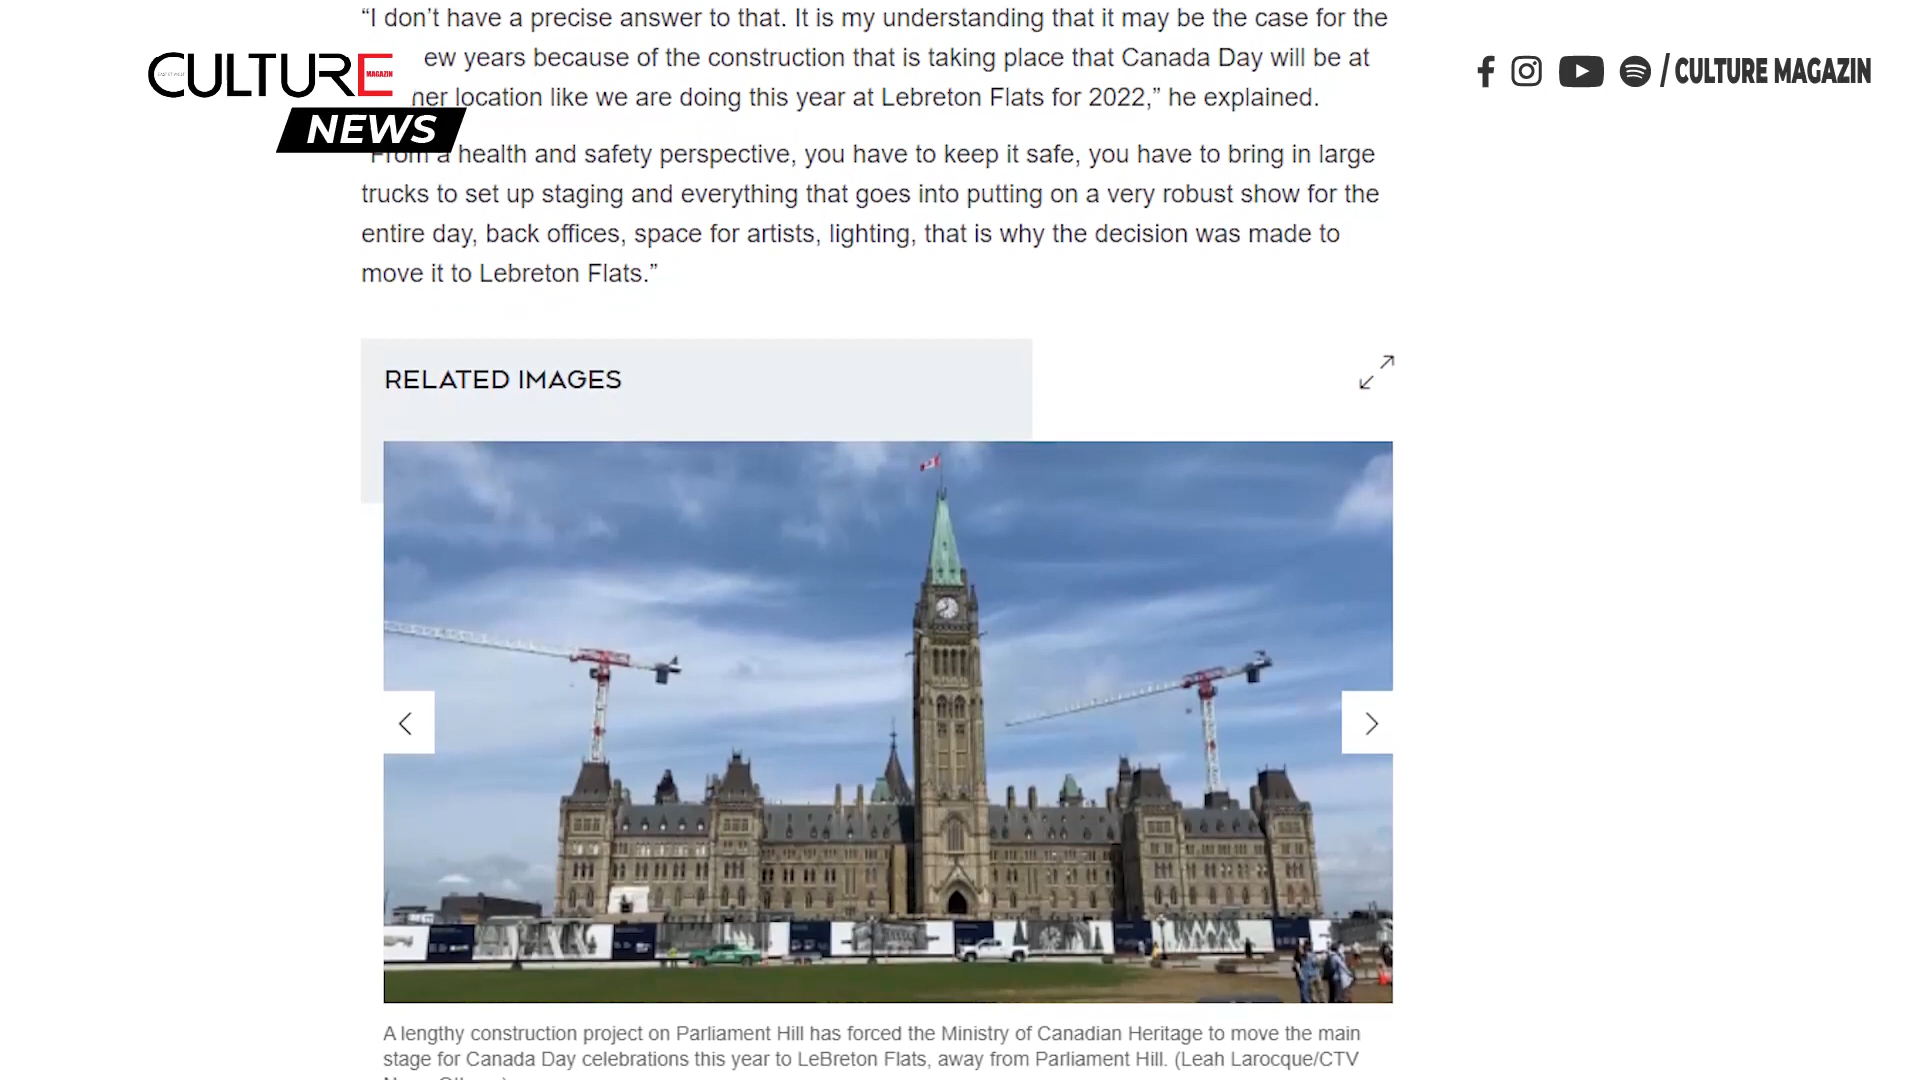 “I don’t have a precise answer to that. It is my understanding that it may be the case for the
ew years because of the construction that is taking place that Canada Day will be at
ner location like we are doing this year at Lebreton Flats for 2022,” he explained.
CULTURE
MAGAZIN
NEWS
/ CULTURE MAGAZIN
“From a health and safety perspective, you have to keep it safe, you have to bring in large
trucks to set up staging and everything that goes into putting on a very robust show for the
entire day, back offices, space for artists, lighting, that is why the decision was made to
move it to Lebreton Flats.”
RELATED IMAGES
A lengthy construction project on Parliament Hill has forced the Ministry of Canadian Heritage to move the main
stage for Canada Day celebrations this year to LeBreton Flats, away from Parliament Hill. (Leah Larocque/CTV